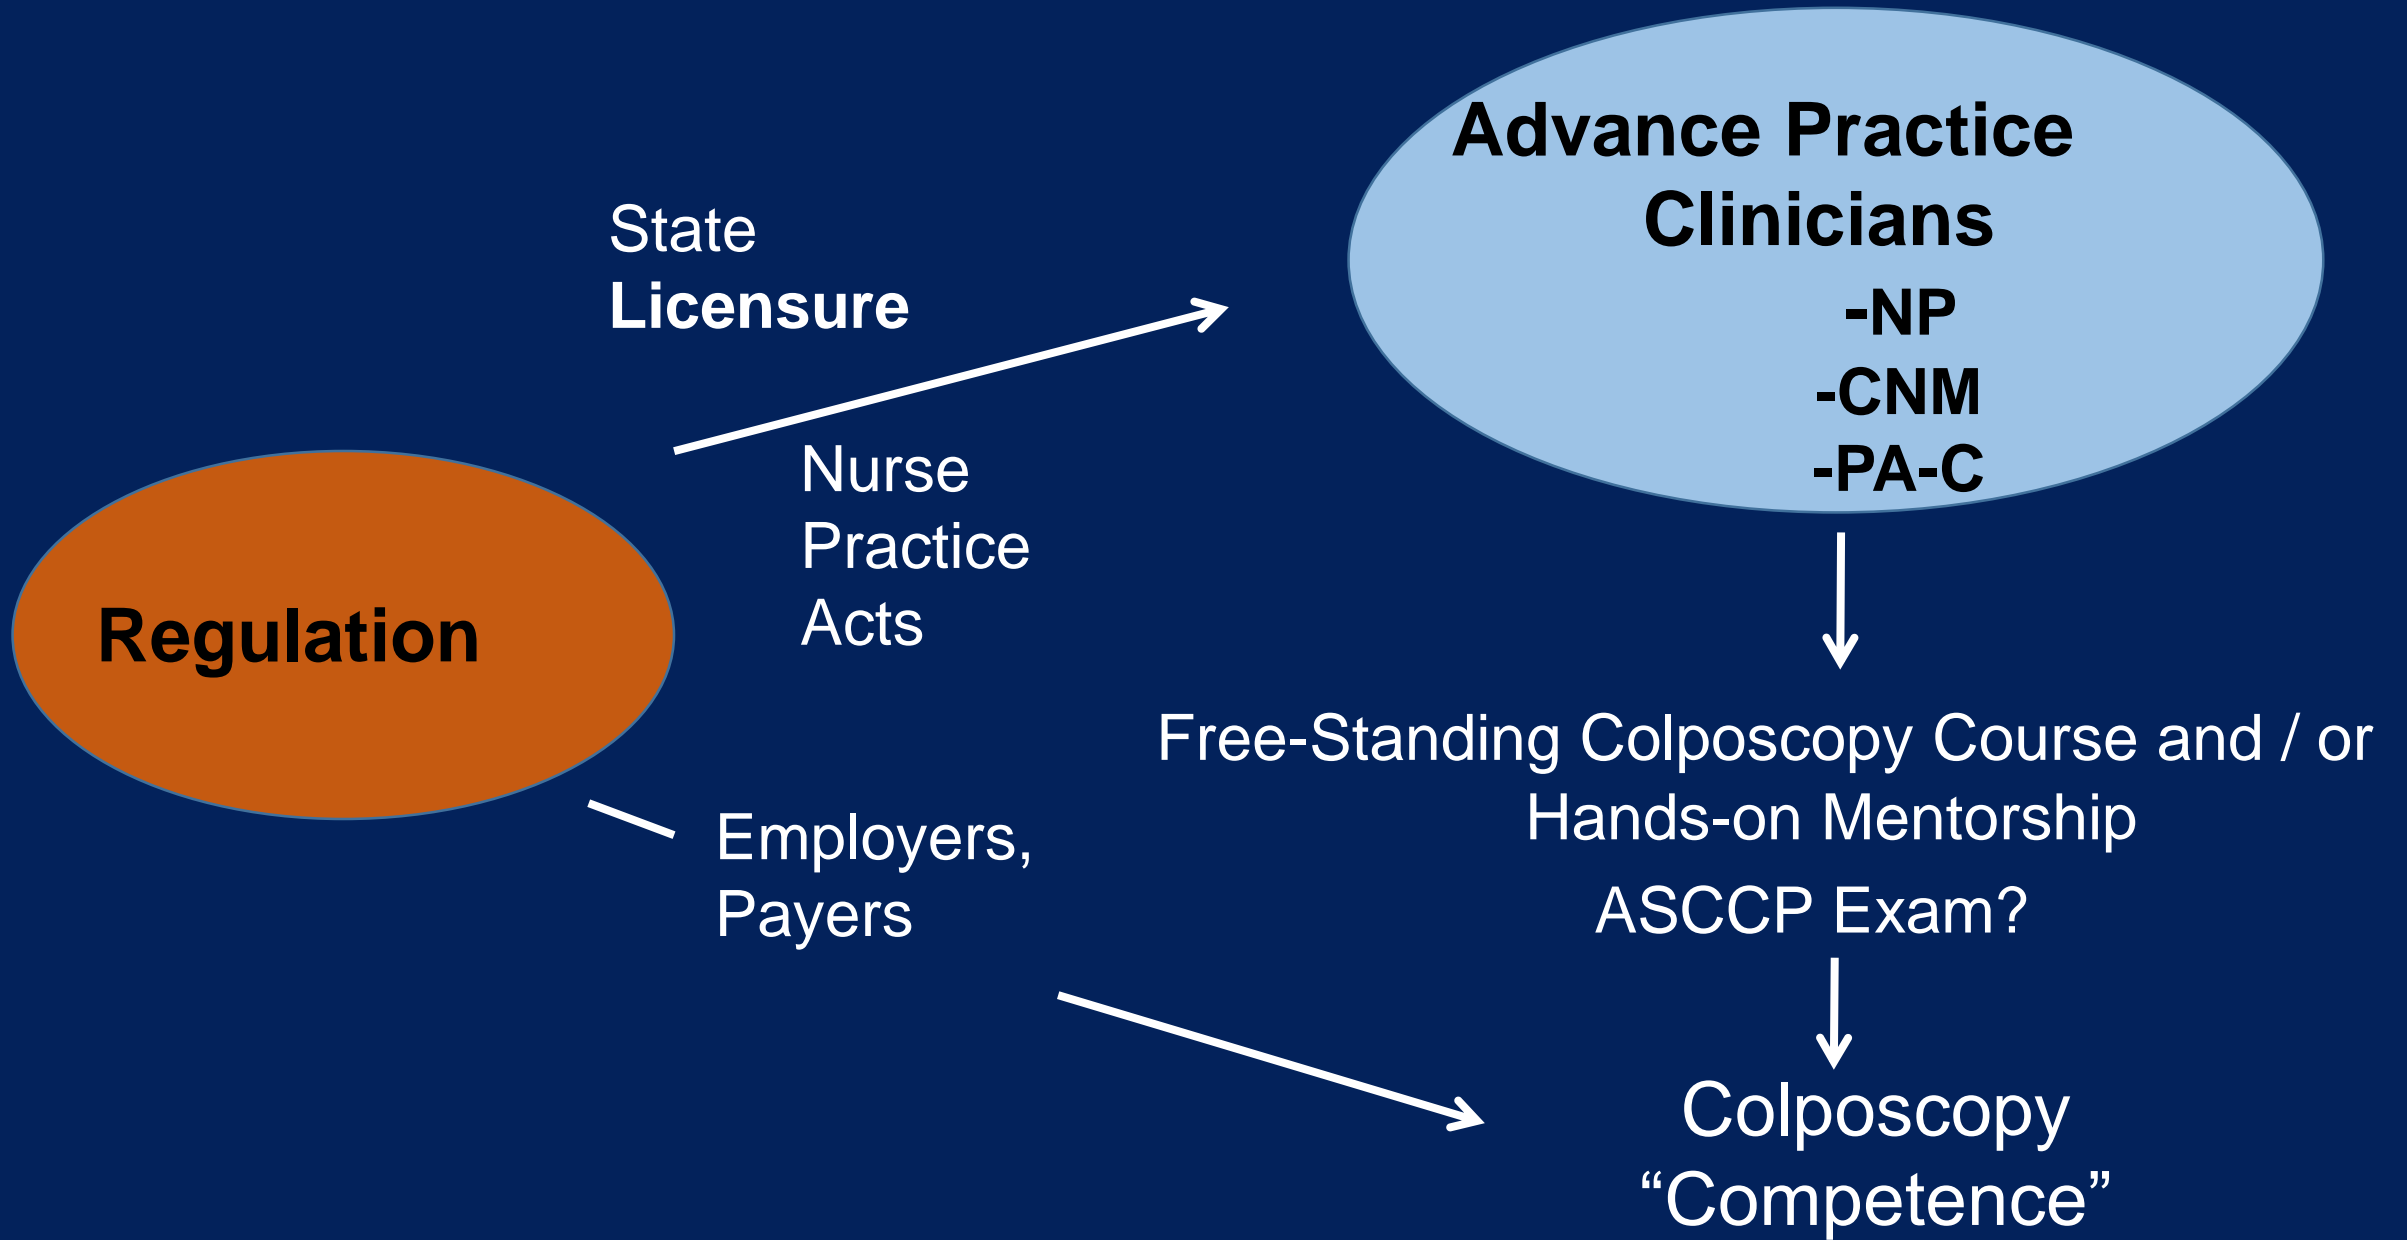 Advance Practice
Clinicians
-NP
-CNM
-PA-C
State
Licensure
Nurse
Practice
Acts
Regulation
Employers,
Payers
Free-Standing Colposcopy Course and / or
Hands-on Mentorship
ASCCP Exam?
Colposcopy
“Competence”